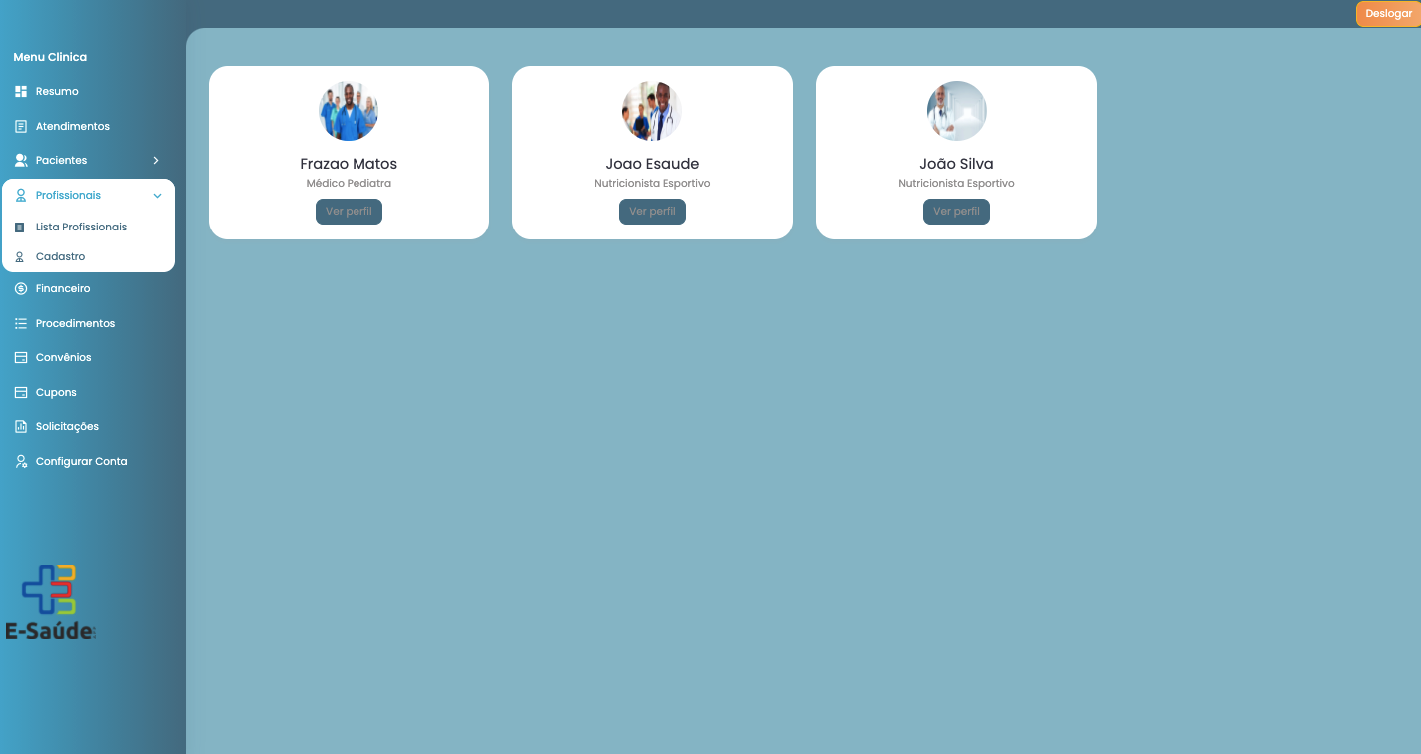 Deslogar
Menu Clinica
Resumo
Atendimentos
Pacientes
Profissionais
Lista Profissionais
Cadastro
Financeiro
Procedimentos
Convênios
Cupons
Solicitações
Configurar Conta
E-Saúde
Frazao Matos
Médico Pediatra
Ver perfil
Joao Esaude
Nutricionista Esportivo
Ver perfil
João Silva
Nutricionista Esportivo
Ver perfil